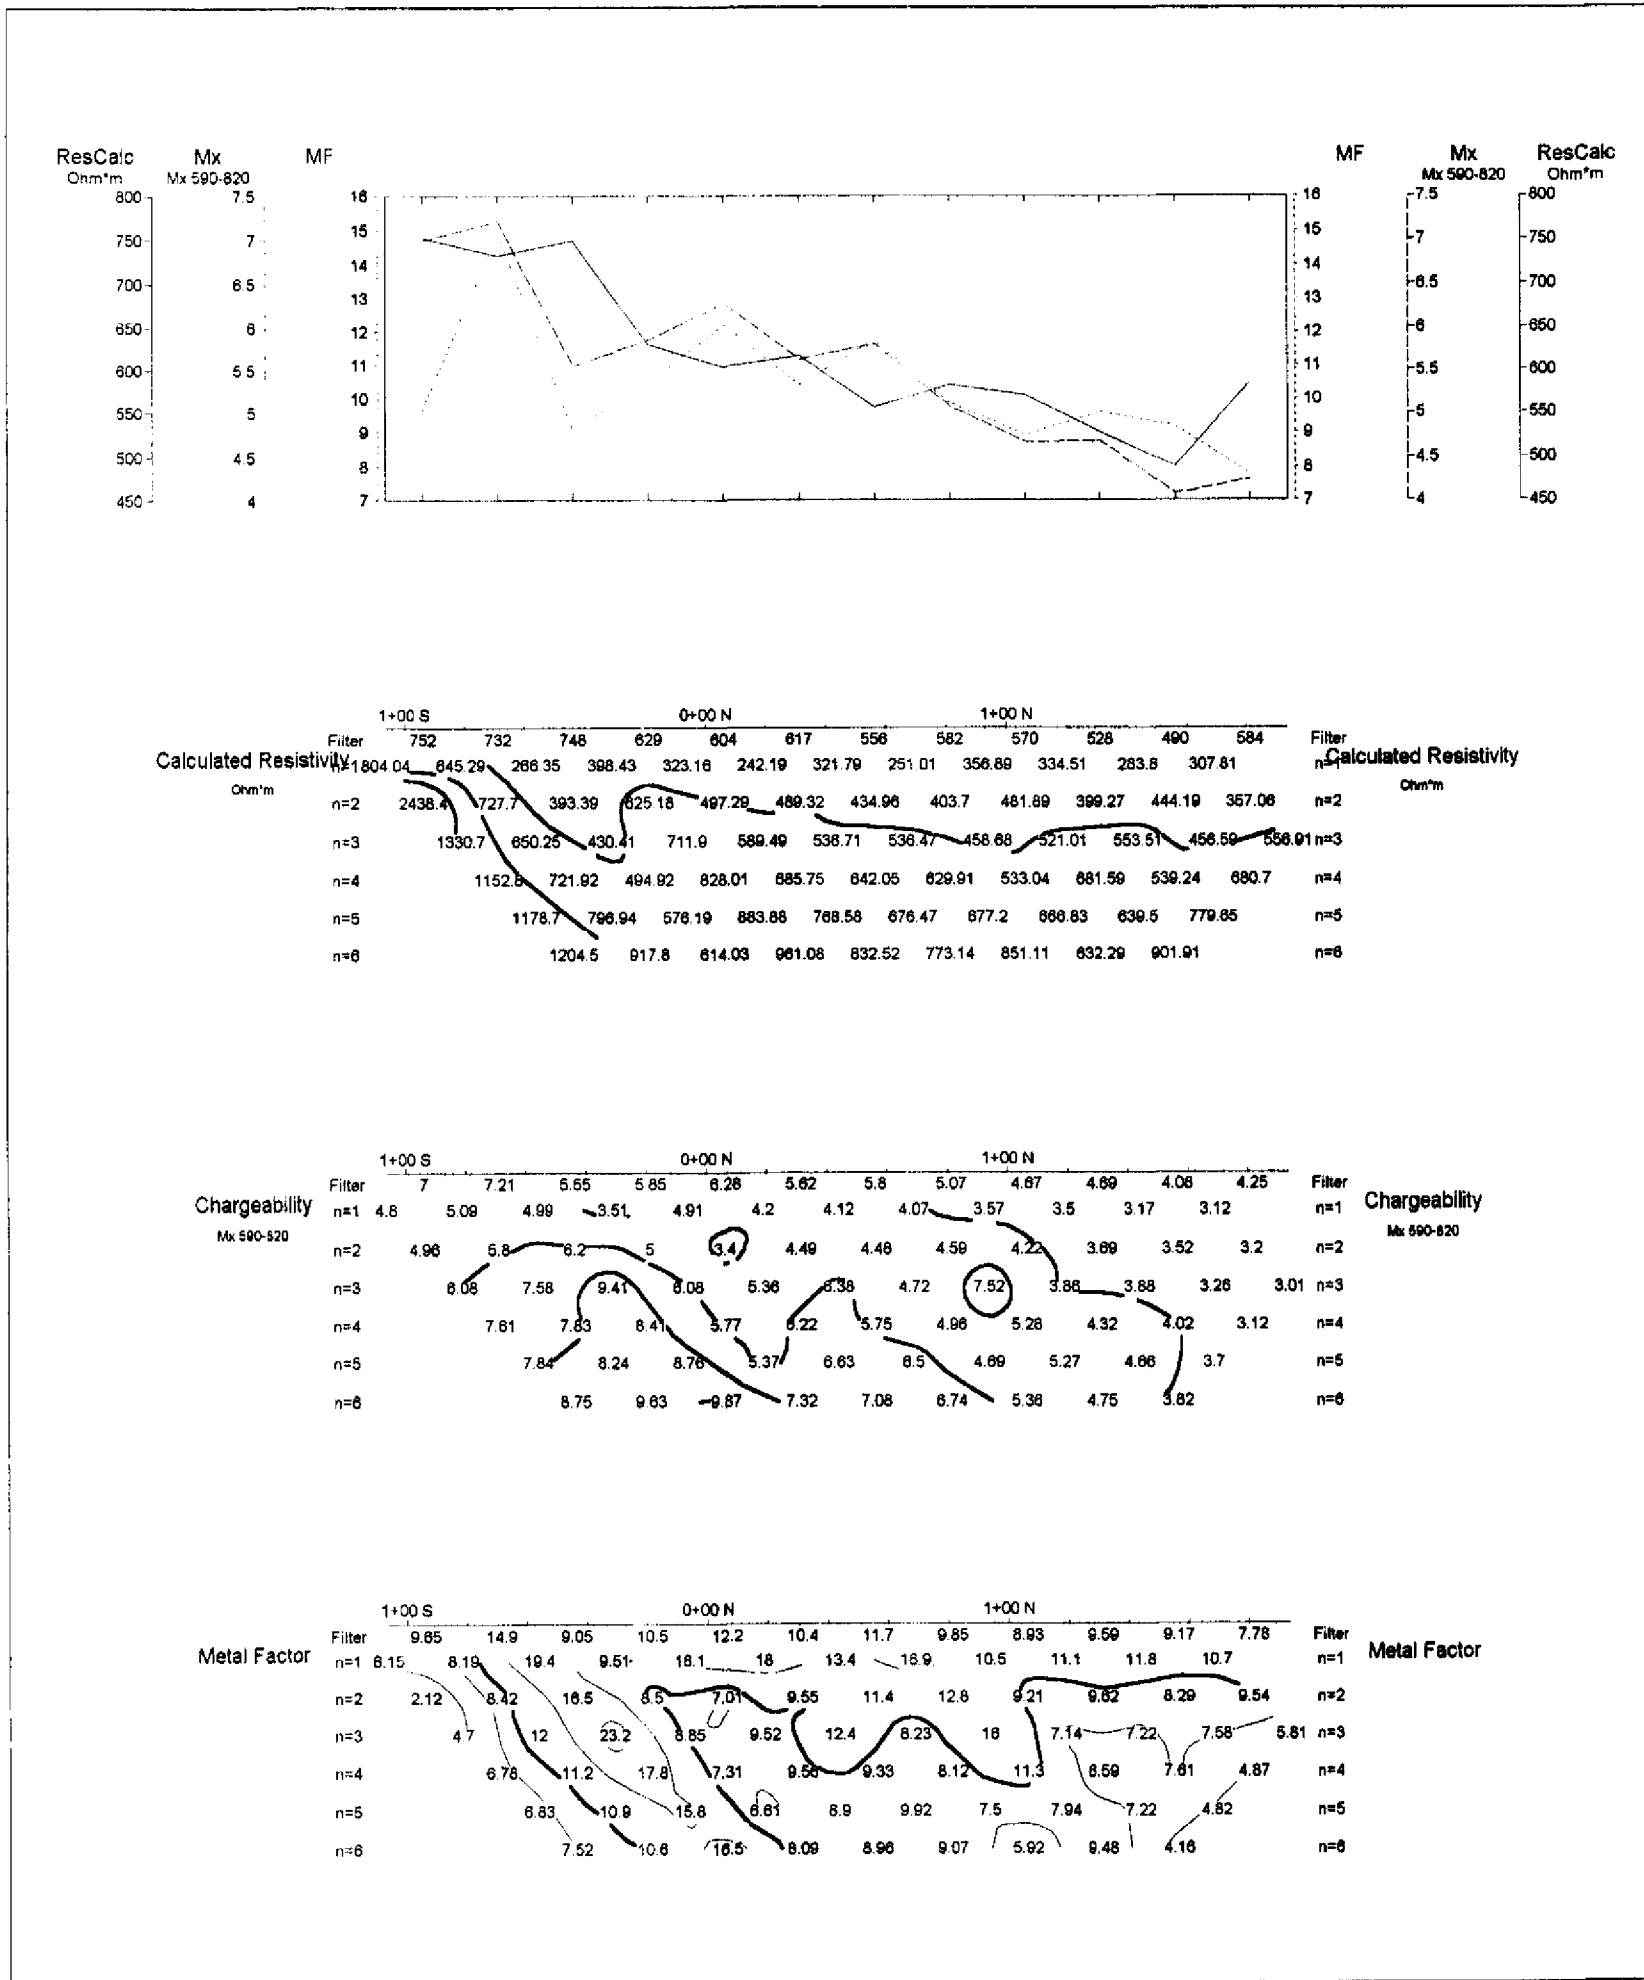 ResCalc Mx MF MF Mx ResCalc
Ohm*m Mx 590-820 Mx 590-820 Ohm*m
800 7.5 16 16 7.5 800
15 15
750 7 14 14 7 750
700 6.5 13 13 6.5 700
650 6 12 12 6 650
600 5.5 11 11 5.5 600
10 10
550 5 9 9 5 550
500 4.5 8 8 4.5 500
450 4 7 7 4 450
1+00 S 0+00 N 1+00 N
Filter 752 732 748 629 604 617 556 582 570 528 490 584 Filter
Calculated Resistivity n=1 804.04 645.29 266.35 398.43 323.16 242.19 321.79 251.01 356.89 334.51 283.8 307.81 n=1 Calculated Resistivity
Ohm*m Ohm*m
n=2 2438.4 727.7 393.39 625.18 497.29 489.32 434.96 403.7 481.89 399.27 444.19 357.06 n=2
n=3 1330.7 650.25 430.41 711.9 589.49 536.71 536.47 458.68 521.01 553.51 456.59 556.91 n=3
n=4 1152.8 721.92 494.92 828.01 685.75 642.05 629.91 533.04 681.59 539.24 680.7 n=4
n=5 1178.7 796.94 576.19 883.68 768.58 676.47 677.2 666.83 639.5 779.65 n=5
n=6 1204.5 917.8 614.03 961.08 832.52 773.14 851.11 632.29 901.91 n=6
1+00 S 0+00 N 1+00 N
Filter 7 7.21 5.55 5.85 6.26 5.62 5.8 5.07 4.67 4.69 4.06 4.25 Filter
Chargeability n=1 4.8 5.09 4.99 3.51 4.91 4.2 4.12 4.07 3.57 3.5 3.17 3.12 n=1 Chargeability
Mx 590-820 Mx 590-820
n=2 4.96 5.8 6.2 5 3.4 4.49 4.48 4.59 4.22 3.69 3.52 3.2 n=2
n=3 6.08 7.58 9.41 6.08 5.36 6.38 4.72 7.52 3.86 3.88 3.26 3.01 n=3
n=4 7.61 7.83 8.41 5.77 6.22 5.75 4.96 5.28 4.32 4.02 3.12 n=4
n=5 7.84 8.24 8.76 5.37 6.63 6.5 4.69 5.27 4.66 3.7 n=5
n=6 8.75 9.63 9.87 7.32 7.08 6.74 5.36 4.75 3.82 n=6
1+00 S 0+00 N 1+00 N
Filter 9.65 14.9 9.05 10.5 12.2 10.4 11.7 9.85 8.93 9.59 9.17 7.78 Filter
Metal Factor n=1 6.15 8.19 19.4 9.51 16.1 18 13.4 16.9 10.5 11.1 11.8 10.7 n=1 Metal Factor
n=2 2.12 8.42 16.5 8.5 7.01 9.55 11.4 12.8 9.21 9.62 8.29 9.54 n=2
n=3 4.7 12 23.2 8.85 9.52 12.4 8.23 16 7.14 7.22 7.58 5.81 n=3
n=4 6.78 11.2 17.8 7.31 9.56 9.33 8.12 11.3 6.59 7.61 4.87 n=4
n=5 6.83 10.9 15.8 6.61 8.9 9.92 7.5 7.94 7.22 4.82 n=5
n=6 7.52 10.6 16.5 8.09 8.96 9.07 5.92 9.48 4.16 n=6